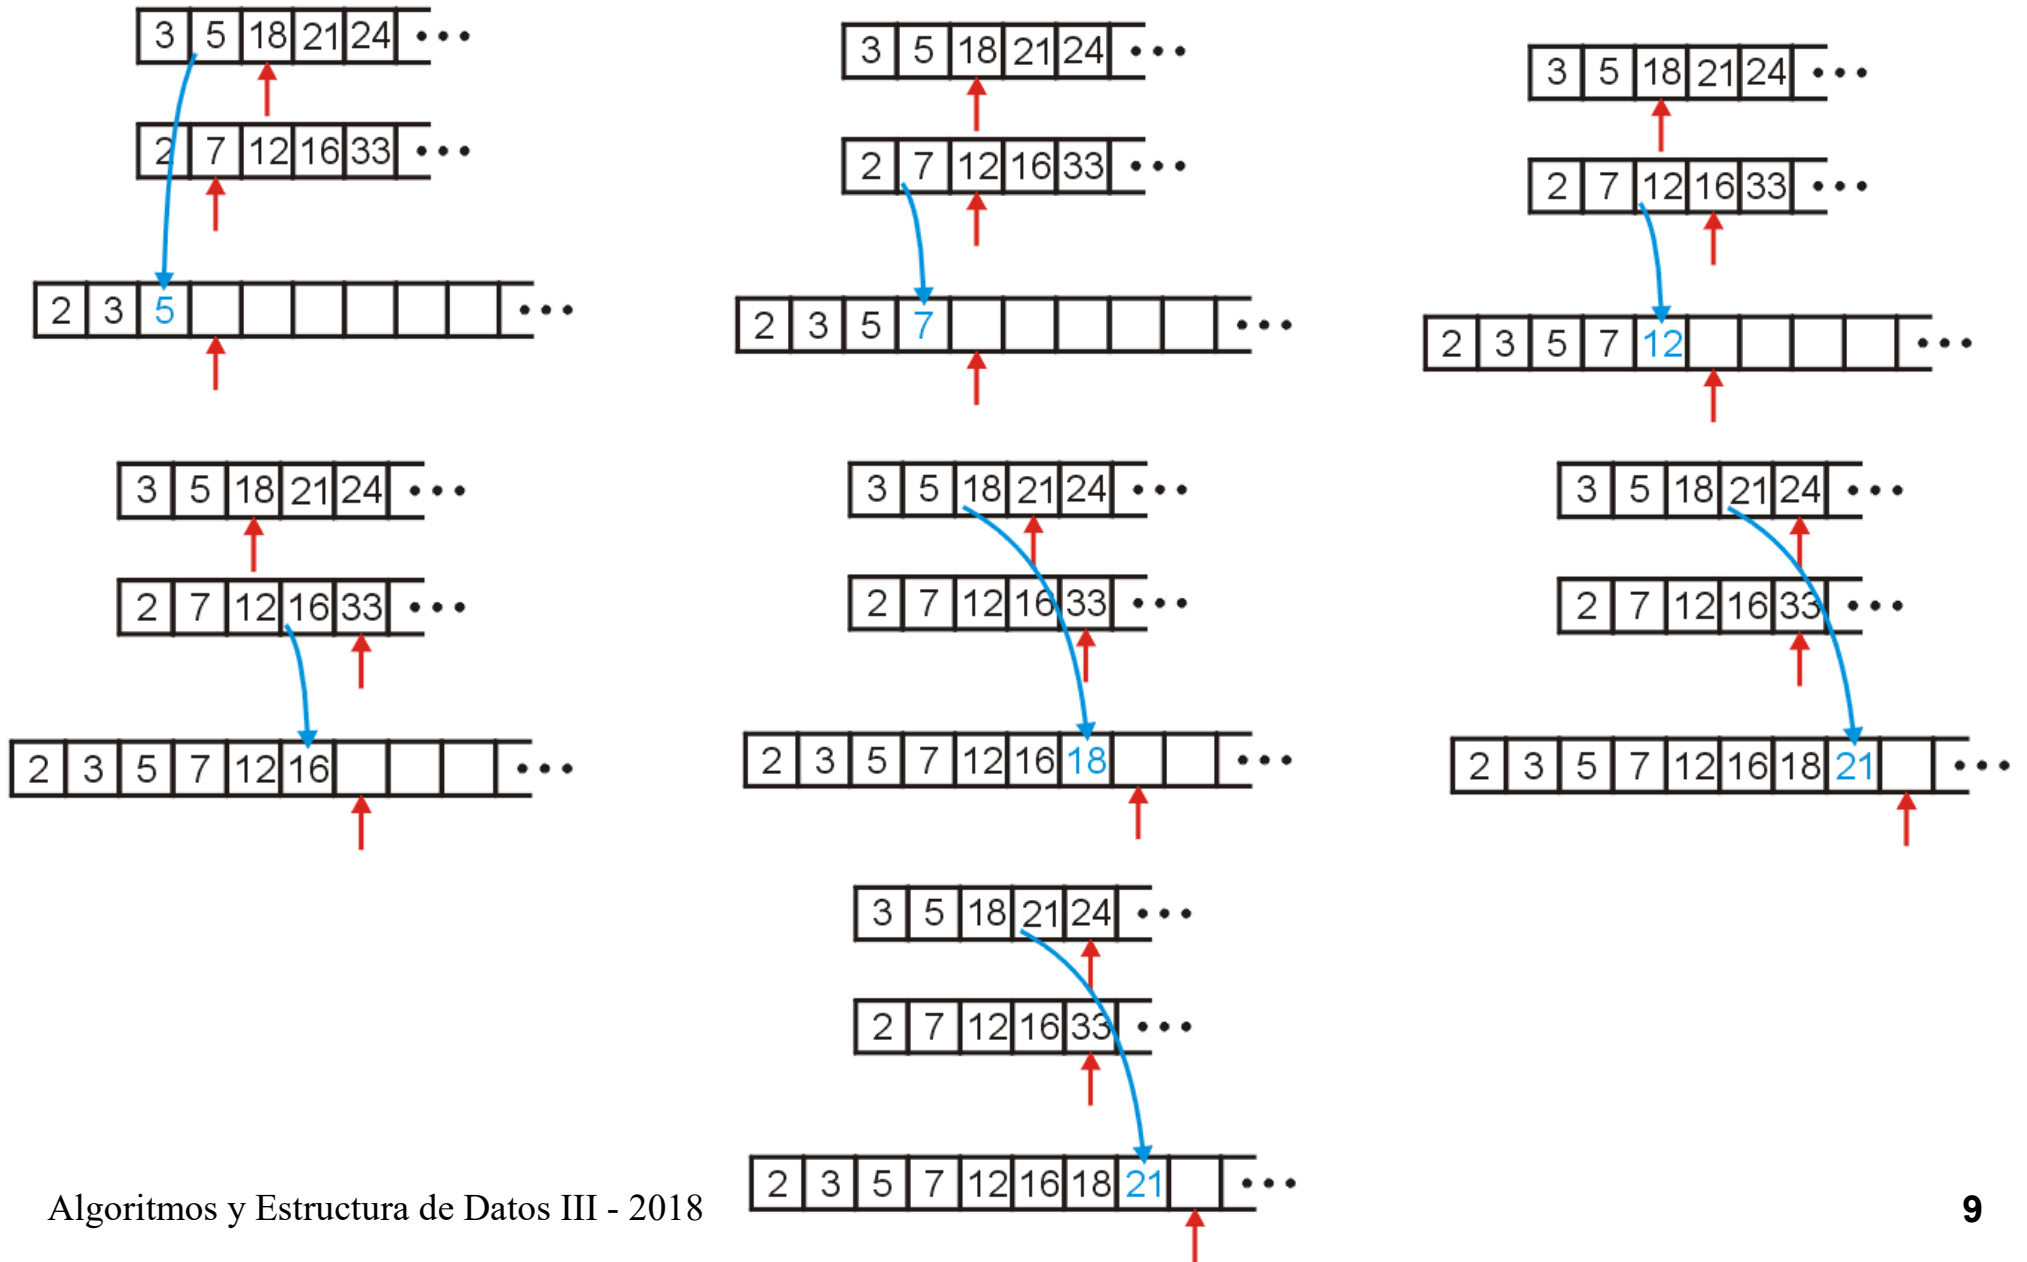 3 5 18 21 24 •••
2 7 12 16 33 •••
2 3 5 •••
3 5 18 21 24 •••
2 7 12 16 33 •••
2 3 5 7 •••
3 5 18 21 24 •••
2 7 12 16 33 •••
2 3 5 7 12 •••
3 5 18 21 24 •••
2 7 12 16 33 •••
2 3 5 7 12 16 •••
3 5 18 21 24 •••
2 7 12 16 33 •••
2 3 5 7 12 16 18 •••
3 5 18 21 24 •••
2 7 12 16 33 •••
2 3 5 7 12 16 18 21 •••
3 5 18 21 24 •••
2 7 12 16 33 •••
2 3 5 7 12 16 18 21 •••
Algoritmos y Estructura de Datos III - 2018
9